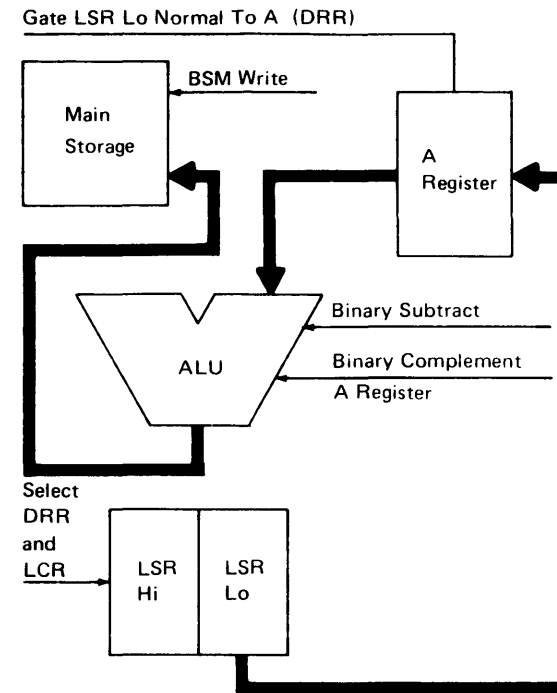 Gate LSR Lo Normal To A (DRR)
BSM Write
Main
Storage
A
Register
Binary Subtract
ALU
Binary Complement
A Register
Select
DRR
and
LCR
LSR
Hi
LSR
Lo